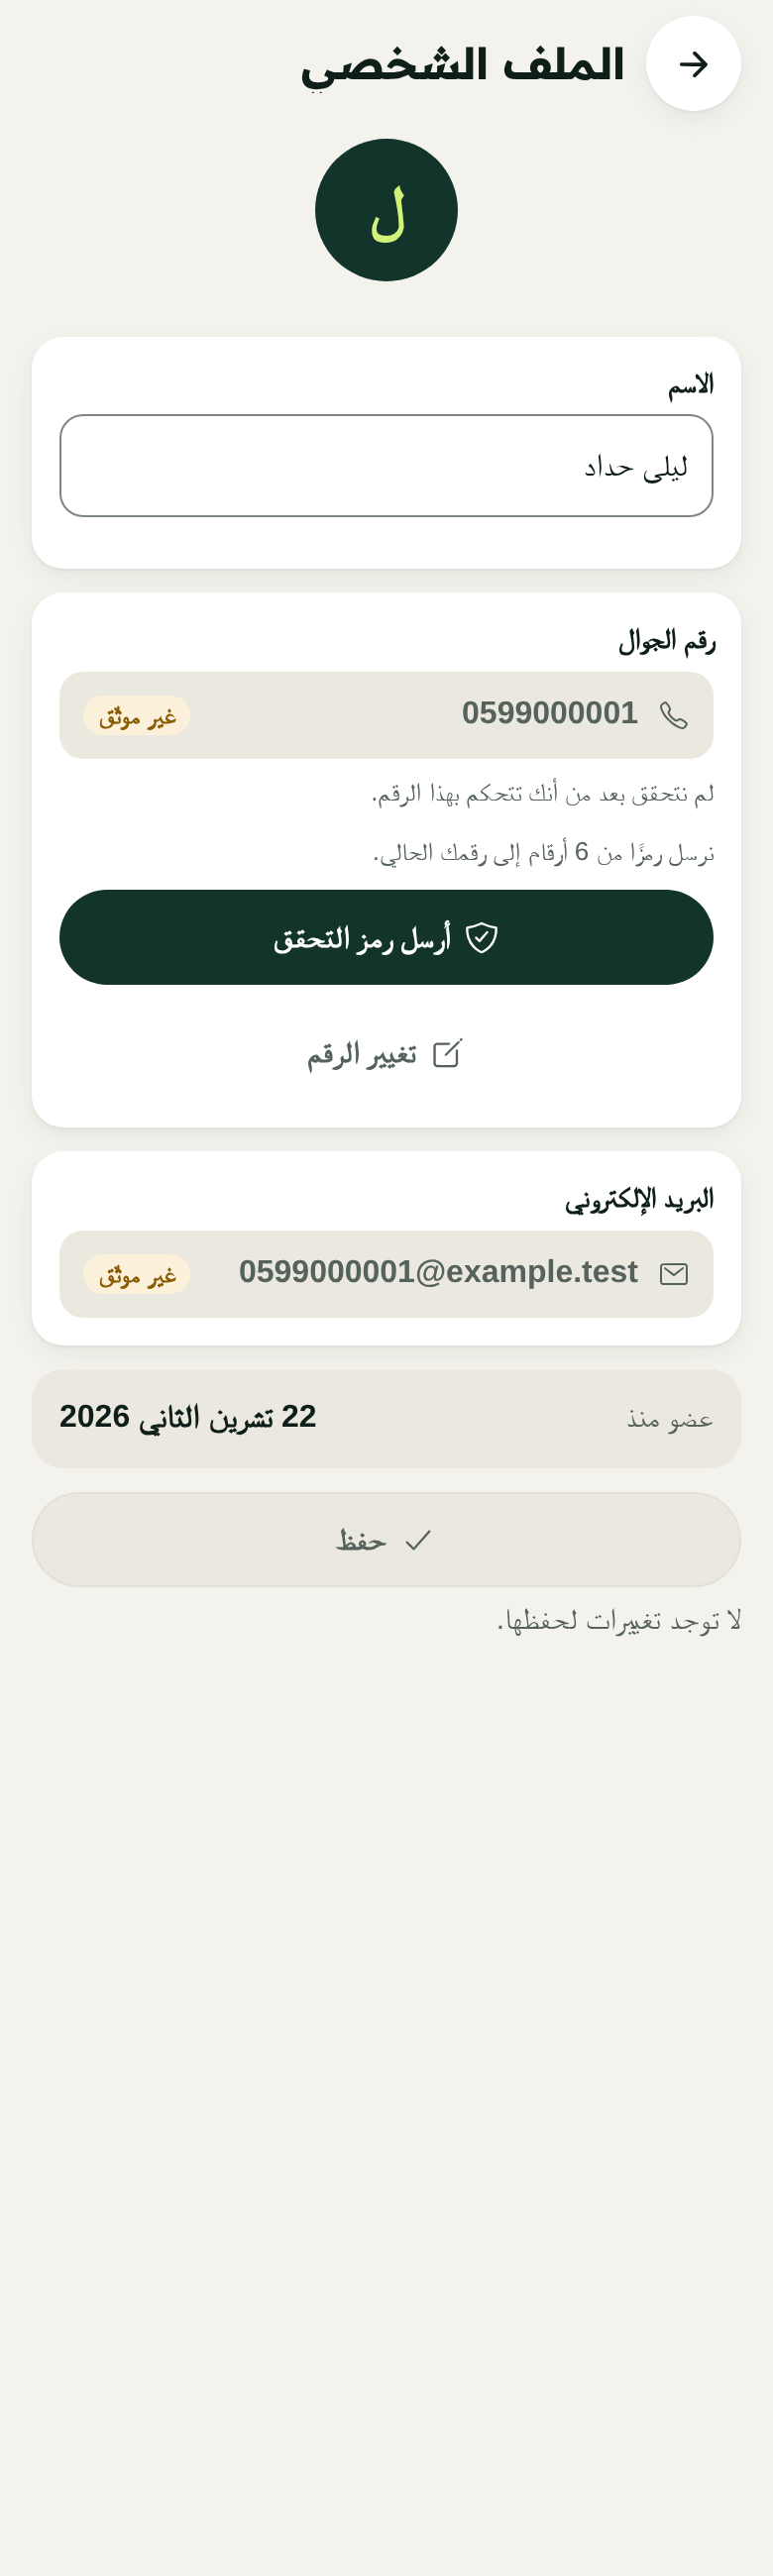 الملف الشخصي
ل
الاسم
ليلى حداد
رقم الجوال
0599000001 غير موثّق
لم نتحقق بعد من أنك تتحكم بهذا الرقم.
نرسل رمزًا من 6 أرقام إلى رقمك الحالي.
أرسل رمز التحقق
تغيير الرقم
البريد الإلكتروني
0599000001@example.test غير موثّق
عضو منذ 22 تشرين الثاني 2026
حفظ
لا توجد تغييرات لحفظها.